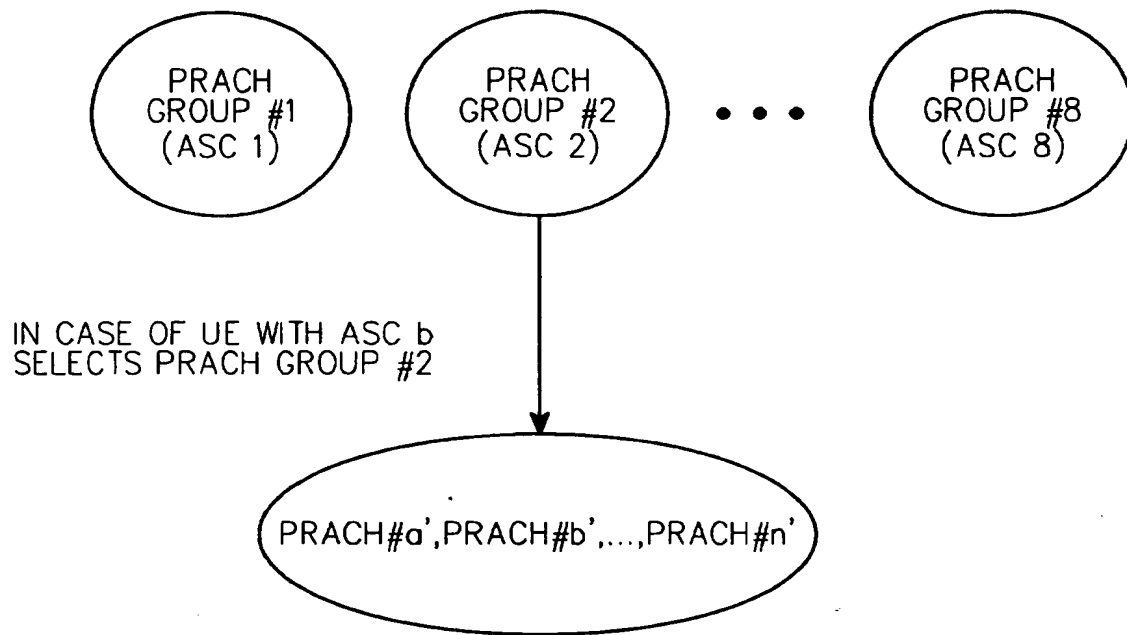 PRACH
GROUP #1
(ASC 1)
PRACH
GROUP #2
(ASC 2)
PRACH
GROUP #8
(ASC 8)
IN CASE OF UE WITH ASC b
SELECTS PRACH GROUP #2
PRACH#a',PRACH#b',...,PRACH#n'